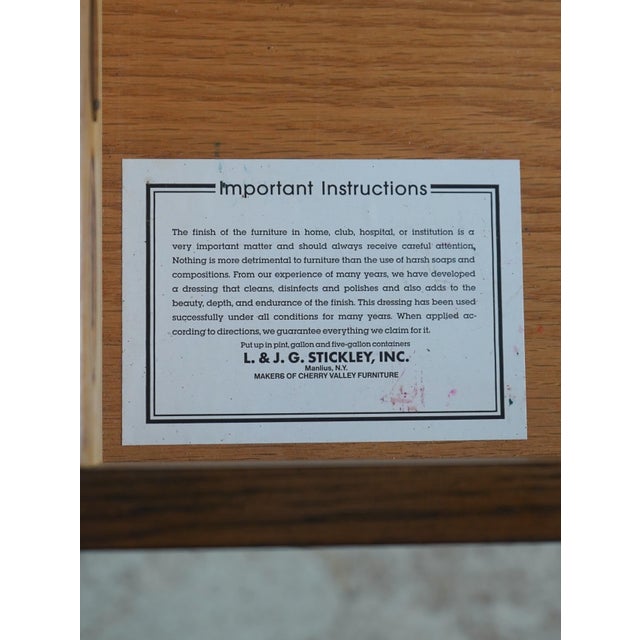 Important Instructions
The finish of the furniture in home, club, hospital, or institution is a
very important matter and should always receive careful attention.
Nothing is more detrimental to furniture than the use of harsh soaps and
compositions. From our experience of many years, we have developed
a dressing that cleans, disinfects and polishes and also adds to the
beauty, depth, and endurance of the finish. This dressing has been used
successfully under all conditions for many years. When applied ac-
cording to directions, we guarantee everything we claim for it.
Put up in pint, gallon and five-gallon containers
L. & J. G. STICKLEY, INC.
Manlius, N.Y.
MAKERS OF CHERRY VALLEY FURNITURE